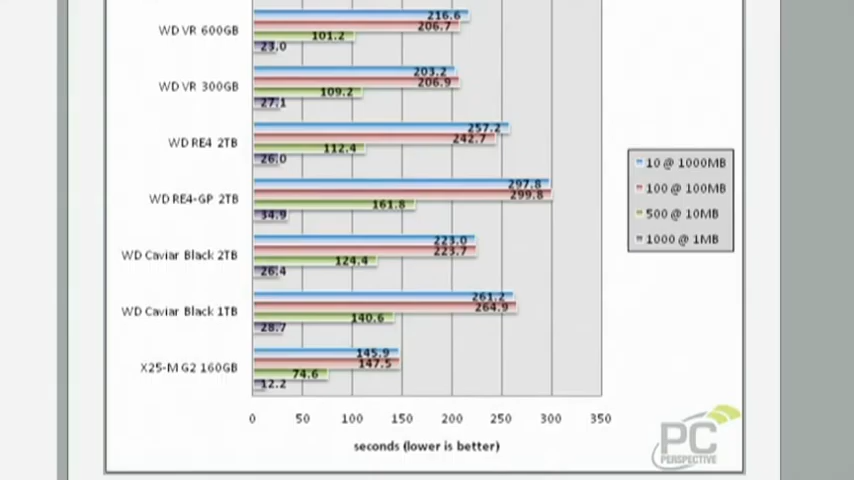 WD VR 600GB 216.6 206.7 101.2 23.0
WD VR 300GB 203.2 206.9 109.2 27.1
WD RE4 2TB 257.2 242.7 112.4 26.0
WD RE4-GP 2TB 297.8 299.8 161.8 34.9
WD Caviar Black 2TB 223.0 223.7 124.4 26.4
WD Caviar Black 1TB 261.2 264.9 140.6 28.7
X25-M G2 160GB 145.9 147.5 74.6 12.2
0 50 100 150 200 250 300 350
seconds (lower is better)
10 @ 1000MB
100 @ 100MB
500 @ 10MB
1000 @ 1MB
PC
PERSPECTIVE